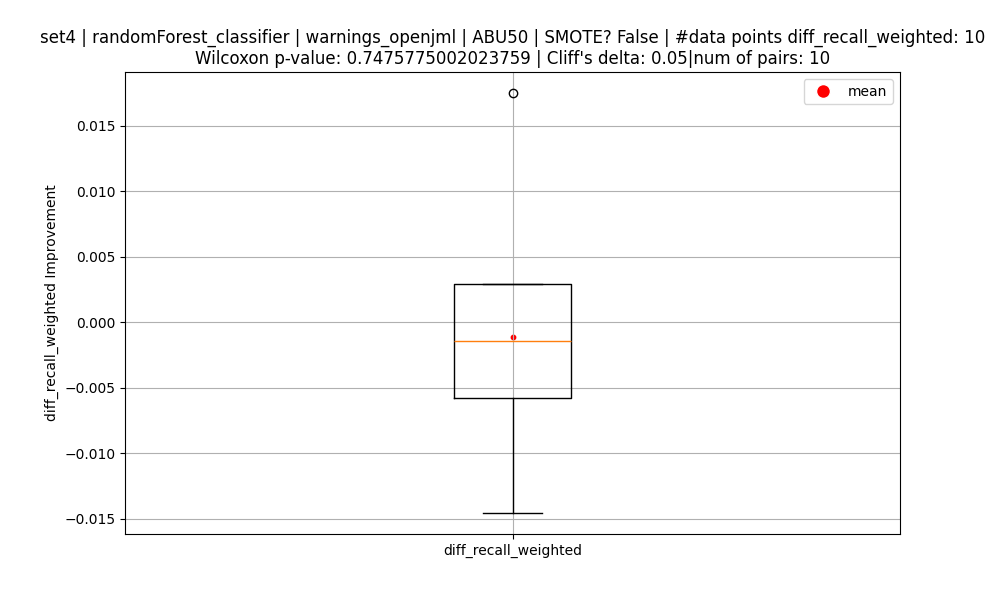 set4 | randomForest_classifier | warnings_openjml | ABU50 | SMOTE? False | #data points diff_recall_weighted: 10
Wilcoxon p-value: 0.7475775002023759 | Cliff's delta: 0.05|num of pairs: 10
mean
0.015
0.010
0.005
0.000
−0.005
−0.010
−0.015
diff_recall_weighted Improvement
diff_recall_weighted